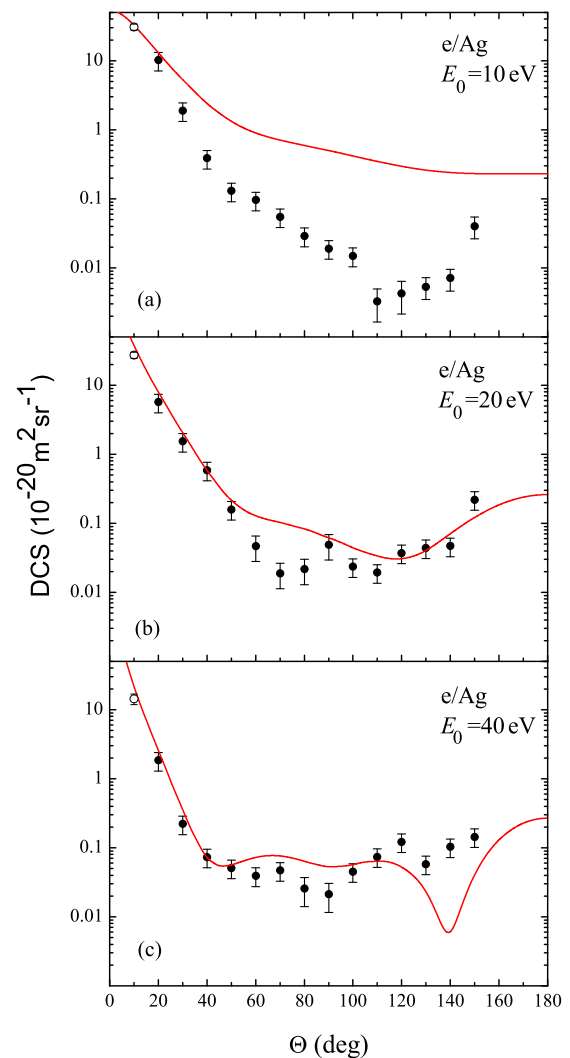 e/Ag
E₀=10 eV
10
1
0.1
0.01
(a)
e/Ag
E₀=20 eV
10
1
0.1
0.01
(b)
DCS (10⁻²⁰m²sr⁻¹)
e/Ag
E₀=40 eV
10
1
0.1
0.01
(c)
0 20 40 60 80 100 120 140 160 180
Θ (deg)